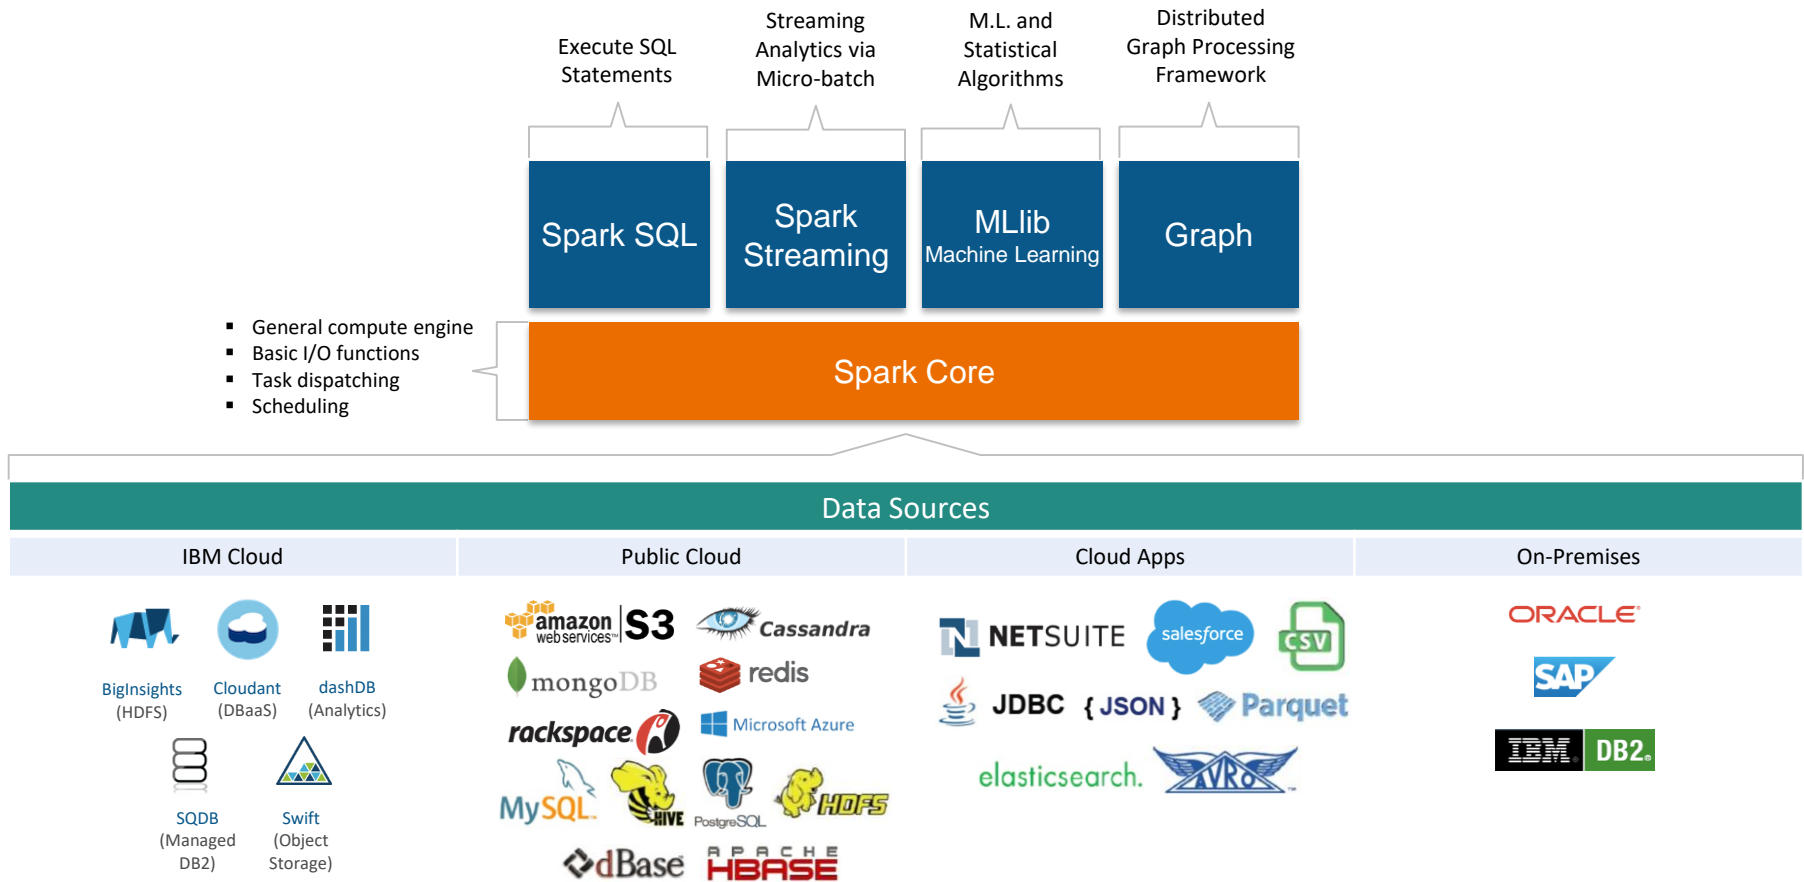 Execute SQL
Statements
Streaming
Analytics via
Micro-batch
M.L. and
Statistical
Algorithms
Distributed
Graph Processing
Framework
Spark SQL
Spark
Streaming
MLlib
Machine Learning
Graph
▪ General compute engine
▪ Basic I/O functions
▪ Task dispatching
▪ Scheduling
Spark Core
Data Sources
IBM Cloud
Public Cloud
Cloud Apps
On-Premises
BigInsights
(HDFS)
Cloudant
(DBaaS)
dashDB
(Analytics)
SQDB
(Managed
DB2)
Swift
(Object
Storage)
amazon
web services™
S3
Cassandra
mongoDB
redis
rackspace
Microsoft Azure
MySQL™
HIVE
PostgreSQL
HDFS
dBase
APACHE
HBASE
N NETSUITE
salesforce
CSV
JDBC
{ JSON }
Parquet
elasticsearch.
AVRO™
ORACLE®
SAP
IBM® DB2®